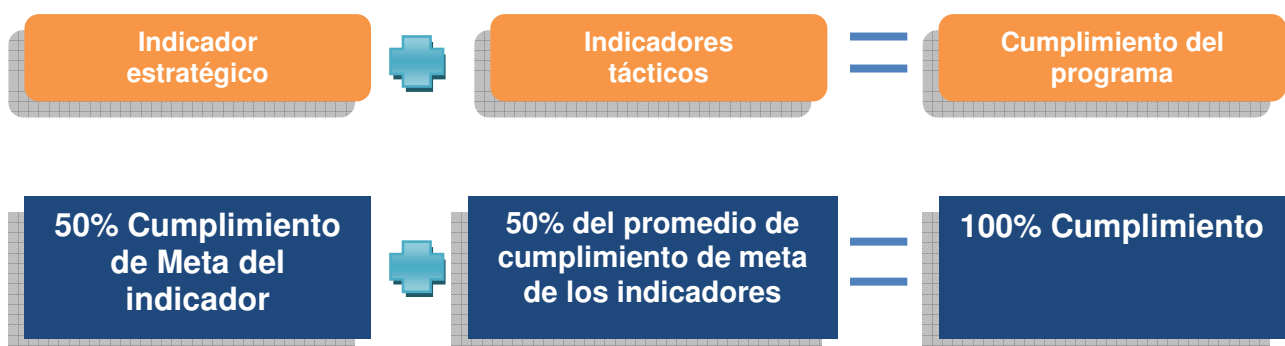 Indicador
estratégico
Indicadores
tácticos
Cumplimiento del
programa
50% Cumplimiento
de Meta del
indicador
50% del promedio de
cumplimiento de meta
de los indicadores
100% Cumplimiento